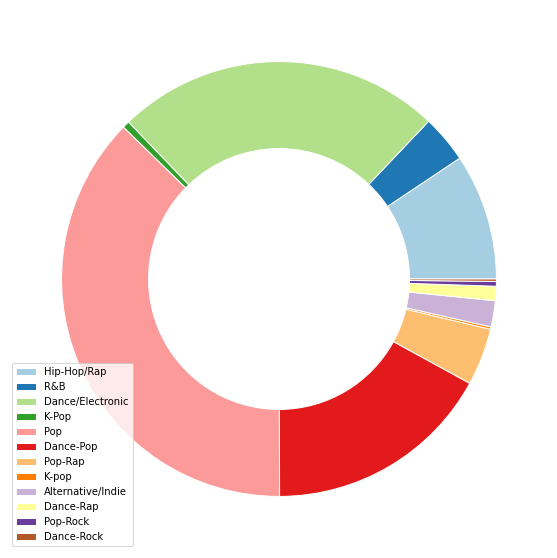 Hip-Hop/Rap
R&B
Dance/Electronic
K-Pop
Pop
Dance-Pop
Pop-Rap
K-pop
Alternative/Indie
Dance-Rap
Pop-Rock
Dance-Rock